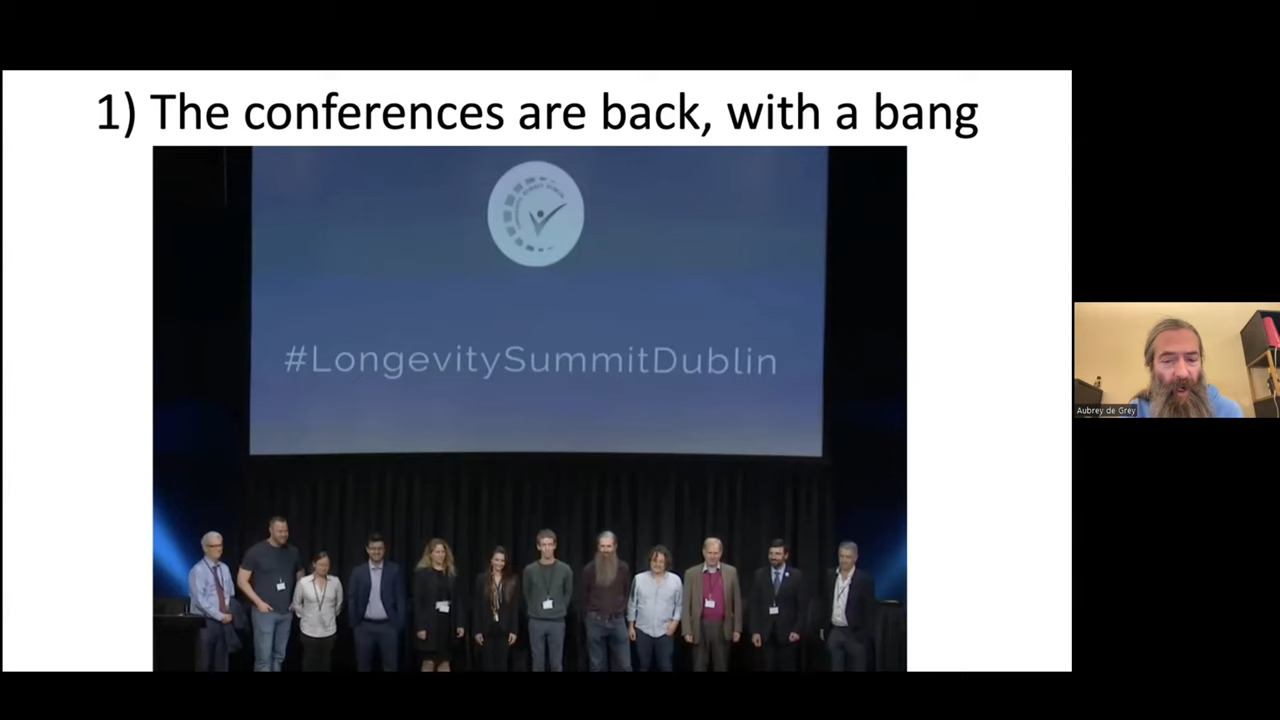 1) The conferences are back, with a bang
#LongevitySummitDublin
Aubrey de Grey